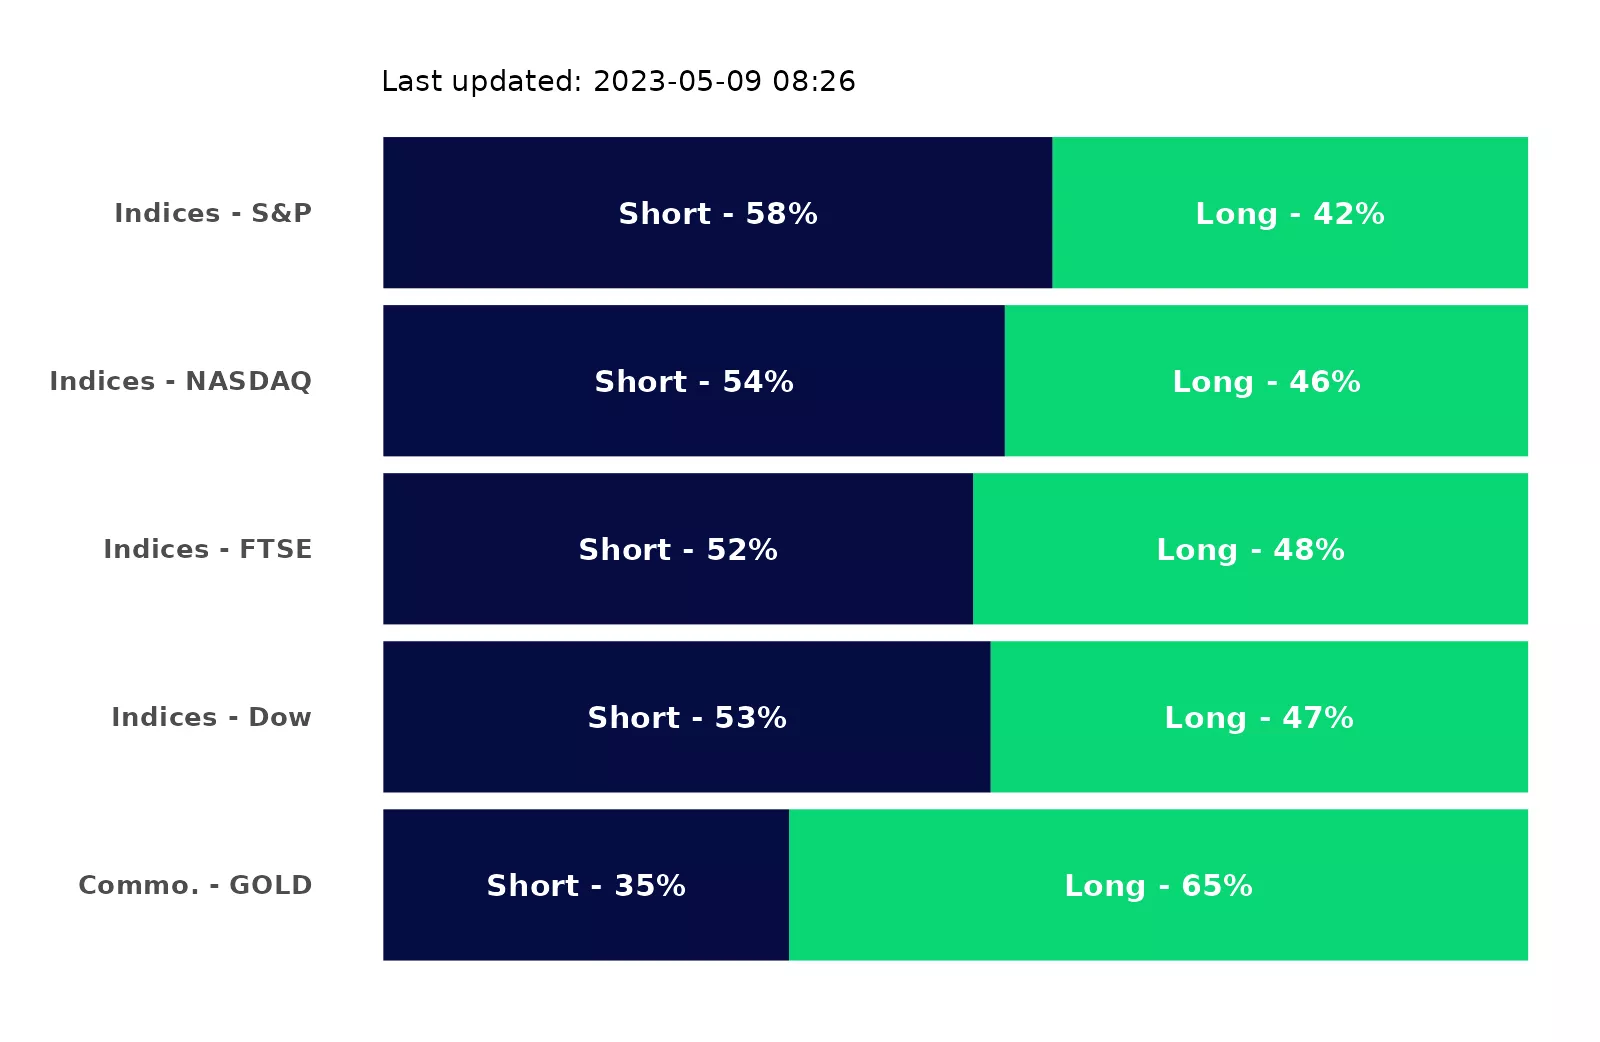 Last updated: 2023-05-09 08:26
Indices - S&P Short - 58% Long - 42%
Indices - NASDAQ Short - 54% Long - 46%
Indices - FTSE Short - 52% Long - 48%
Indices - Dow Short - 53% Long - 47%
Commo. - GOLD Short - 35% Long - 65%